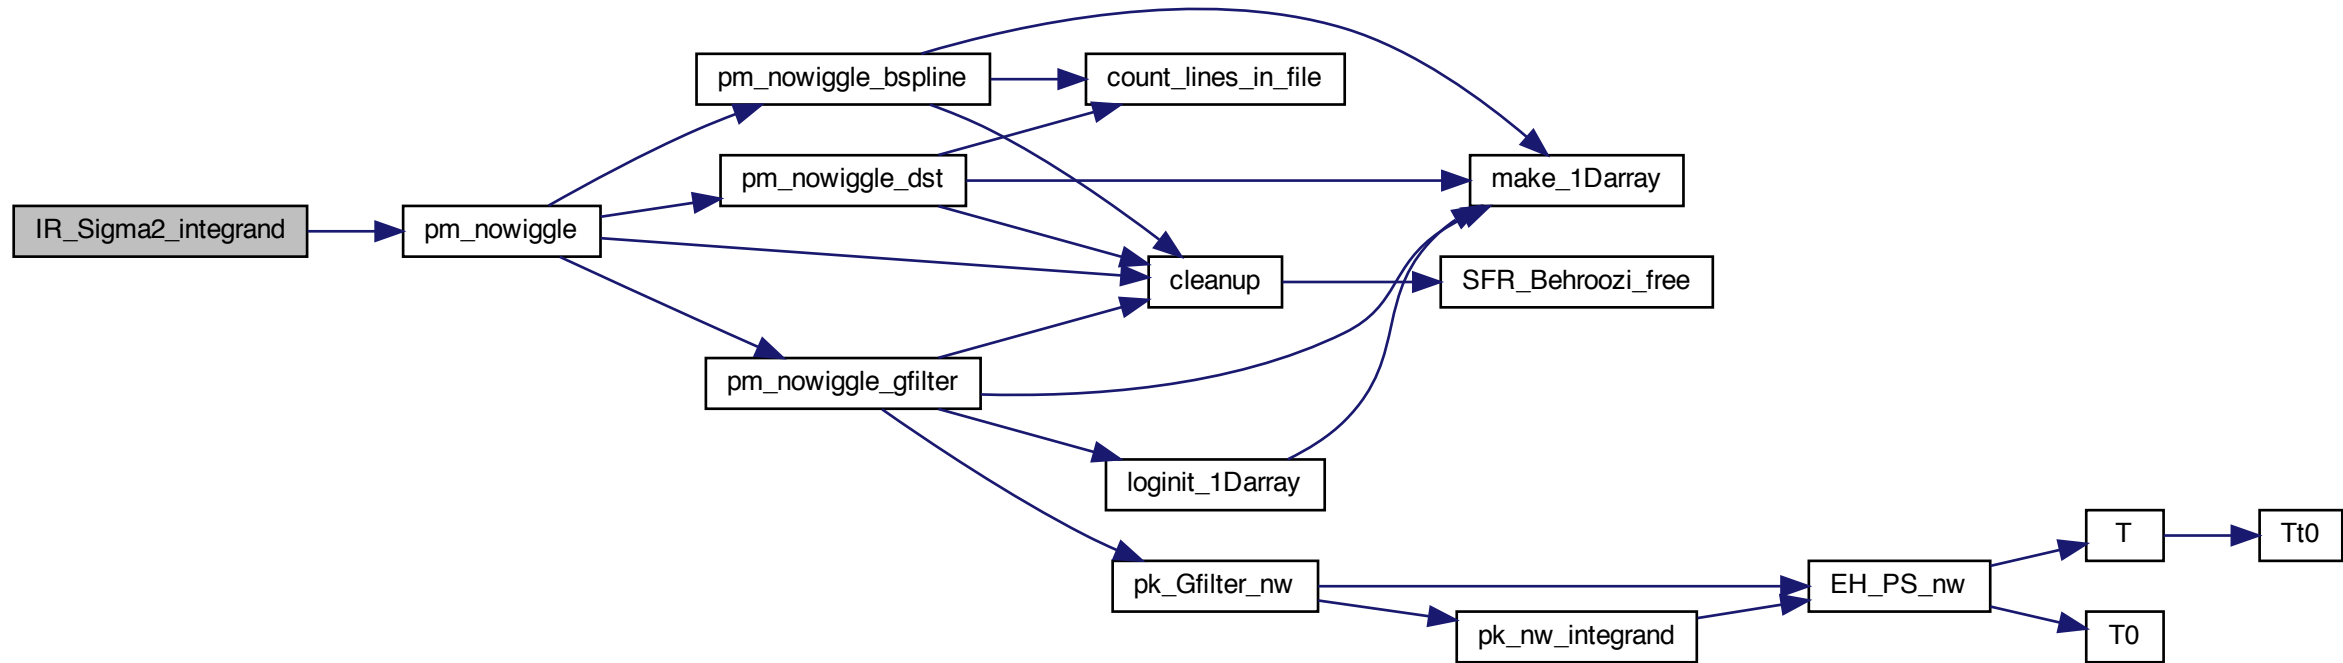 IR_Sigma2_integrand
pm_nowiggle
pm_nowiggle_bspline
pm_nowiggle_dst
pm_nowiggle_gfilter
count_lines_in_file
cleanup
loginit_1Darray
pk_Gfilter_nw
make_1Darray
SFR_Behroozi_free
pk_nw_integrand
EH_PS_nw
T
T0
Tt0